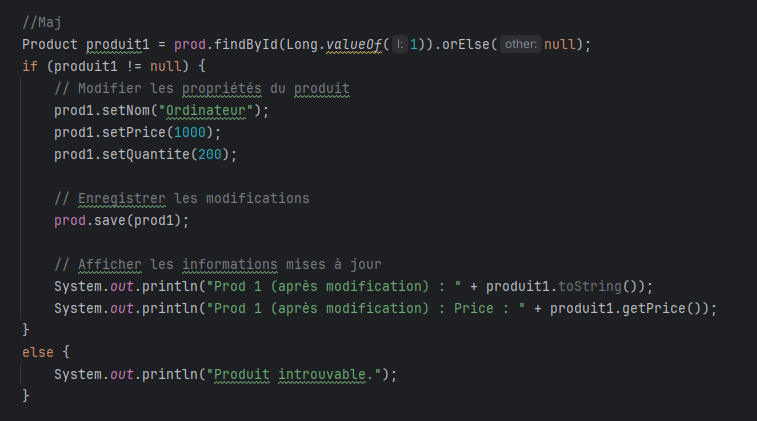 //Maj
Product produit1 = prod.findById(Long.valueOf( l: 1)).orElse( other: null);
if (produit1 != null) {
// Modifier les propriétés du produit
prod1.setNom("Ordinateur");
prod1.setPrice(1000);
prod1.setQuantite(200);
// Enregistrer les modifications
prod.save(prod1);
// Afficher les informations mises à jour
System.out.println("Prod 1 (après modification) : " + produit1.toString());
System.out.println("Prod 1 (après modification) : Price : " + produit1.getPrice());
}
else {
System.out.println("Produit introuvable.");
}